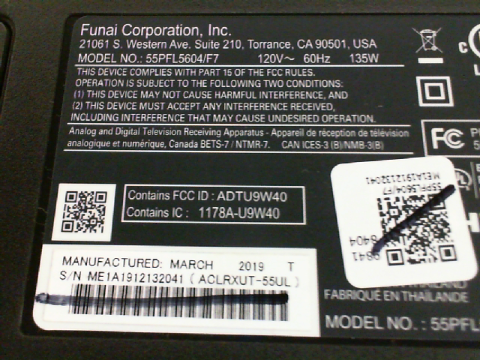 Funai Corporation, Inc.
21061 S. Western Ave. Suite 210, Torrance, CA 90501, USA
MODEL NO.: 55PFL5604/F7 120V~ 60Hz 135W
THIS DEVICE COMPLIES WITH PART 15 OF THE FCC RULES.
OPERATION IS SUBJECT TO THE FOLLOWING TWO CONDITIONS:
(1) THIS DEVICE MAY NOT CAUSE HARMFUL INTERFERENCE, AND
(2) THIS DEVICE MUST ACCEPT ANY INTERFERENCE RECEIVED,
INCLUDING INTERFERENCE THAT MAY CAUSE UNDESIRED OPERATION.
Analog and Digital Television Receiving Apparatus - Appareil de réception de télévision
analogique et numérique, Canada BETS-7 / NTMR-7. CAN ICES-3 (B)/NMB-3(B)
FC
Contains FCC ID : ADTU9W40
Contains IC : 1178A-U9W40
55PFL5604/F7
ME1A1912132041
MANUFACTURED: MARCH 2019 T
S/N ME1A1912132041 ( ACLRXUT-55UL )
FABRIQUÉ EN THAÏLANDE
MODEL NO. : 55PFL